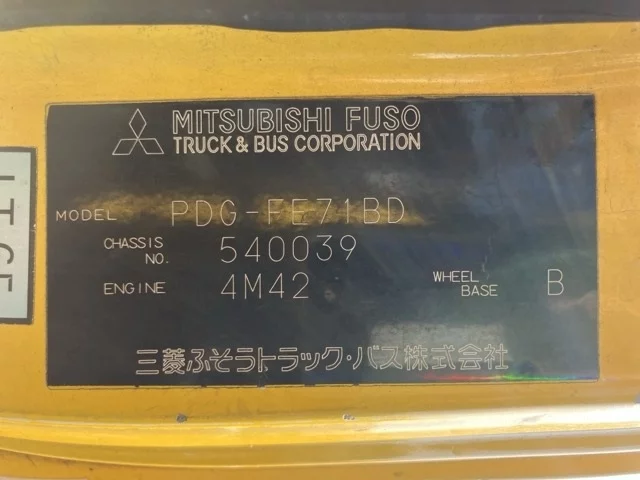 MITSUBISHI FUSO
TRUCK & BUS CORPORATION
MODEL PDG-FE71BD
CHASSIS NO. 540039
ENGINE 4M42 WHEEL BASE B
三菱ふそうトラック・バス株式会社